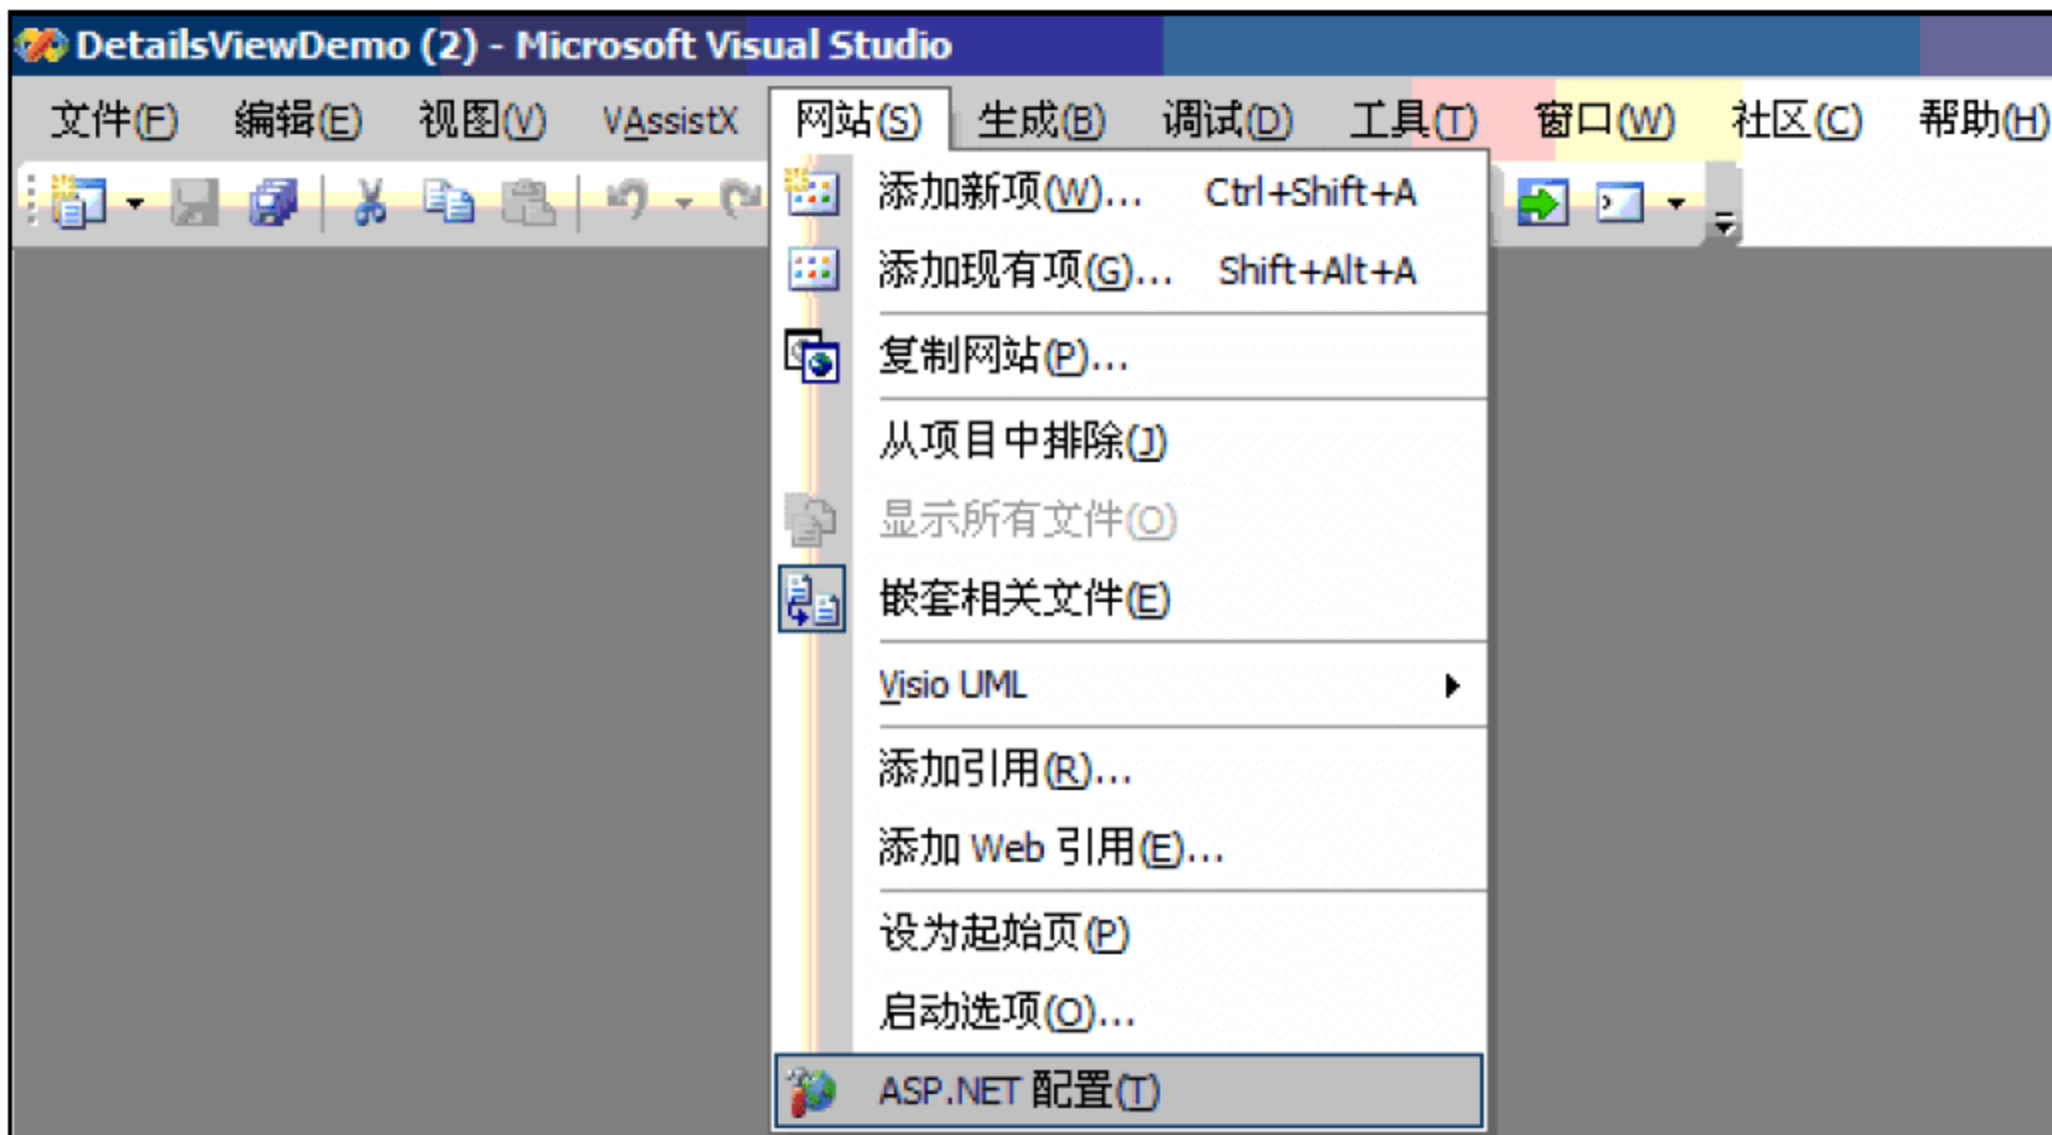 DetailsViewDemo (2) - Microsoft Visual Studio
文件(F) 编辑(E) 视图(V) VAssistX 网站(S) 生成(B) 调试(D) 工具(T) 窗口(W) 社区(C) 帮助(H)
添加新项(W)... Ctrl+Shift+A
添加现有项(G)... Shift+Alt+A
复制网站(P)...
从项目中排除(J)
显示所有文件(O)
嵌套相关文件(E)
Visio UML
添加引用(R)...
添加 Web 引用(E)...
设为起始页(P)
启动选项(O)...
ASP.NET 配置(T)